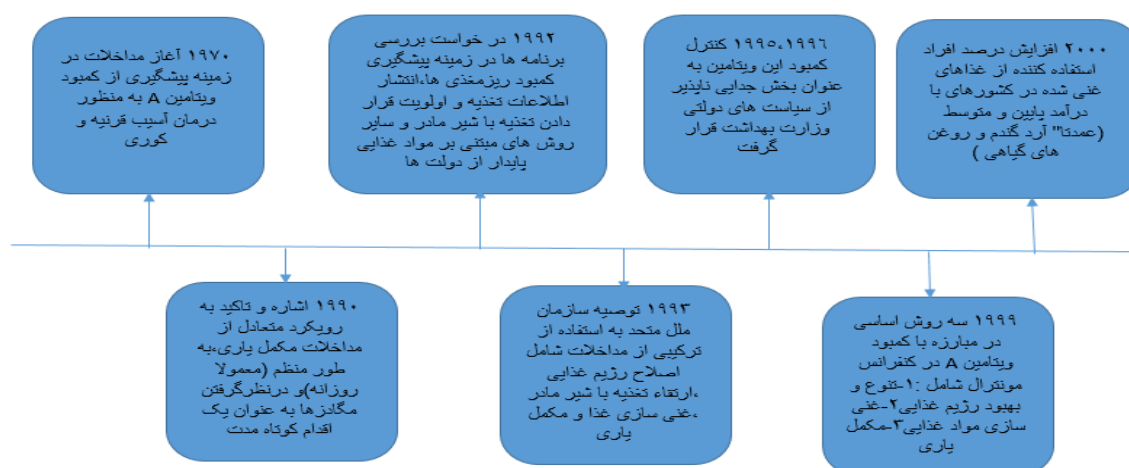 ۱۹۷۰ آغاز مداخلات در
زمینه پیشگیری از کمبود
ویتامین A به منظور
درمان آسیب قرنیه و
کوری
۱۹۹۰ اشاره و تاکید به
رویکرد متعادل از
مداخلات مکمل یاری،به
طور منظم (معمولا
روزانه)و درنظرگرفتن
مگادزها به عنوان یک
اقدام کوتاه مدت
۱۹۹۲ در خواست بررسی
برنامه ها در زمینه پیشگیری
کمبود ریزمغذی ها،انتشار
اطلاعات تغذیه و اولویت قرار
دادن تغذیه با شیر مادر و سایر
روش های مبتنی بر مواد غذایی
پایدار از دولت ها
۱۹۹۳ توصیه سازمان
ملل متحد به استفاده از
ترکیبی از مداخلات شامل
اصلاح رژیم غذایی
،ارتقاء تغذیه با شیر مادر
،غنی سازی غذا و مکمل
یاری
۱۹۹۵،۱۹۹۶ کنترل
کمبود این ویتامین به
عنوان بخش جدایی ناپذیر
از سیاست های دولتی
وزارت بهداشت قرار
گرفت
۱۹۹۹ سه روش اساسی
در مبارزه با کمبود
ویتامین A در کنفرانس
مونترال شامل :۱-تنوع و
بهبود رژیم غذایی۲-غنی
سازی مواد غذایی۳-مکمل
یاری
۲۰۰۰ افزایش درصد افراد
استفاده کننده از غذاهای
غنی شده در کشورهای با
درآمد پایین و متوسط
(عمدتا" آرد گندم و روغن
های گیاهی )